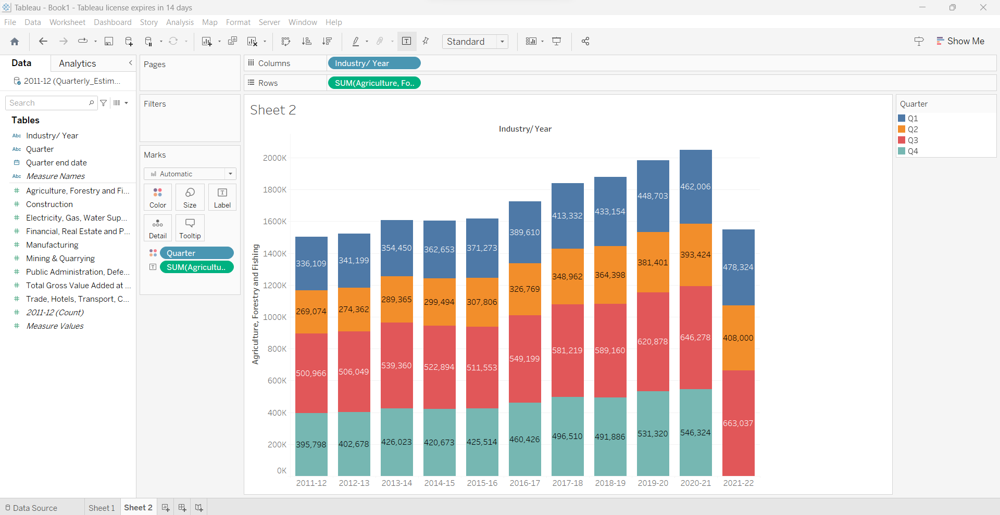 Tableau - Book1 - Tableau license expires in 14 days
File Data Worksheet Dashboard Story Analysis Map Format Server Window Help
Standard
Show Me
Data Analytics
2011-12 (Quarterly_Estim...
Search
Tables
Abc Industry/ Year
Abc Quarter
Quarter end date
Abc Measure Names
# Agriculture, Forestry and Fi...
# Construction
# Electricity, Gas, Water Sup...
# Financial, Real Estate and P...
# Manufacturing
# Mining & Quarrying
# Public Administration, Defe...
# Total Gross Value Added at ...
# Trade, Hotels, Transport, C...
# 2011-12 (Count)
# Measure Values
Pages
Filters
Marks
Automatic
Color Size T Label
Detail Tooltip
Quarter
T SUM(Agricultu..
Columns Industry/ Year
Rows SUM(Agriculture, Fo..
Sheet 2
Industry/ Year
Agriculture, Forestry and Fishing
2000K
1800K
1600K
1400K
1200K
1000K
800K
600K
400K
200K
0K
336,109 341,199 354,450 362,653 371,273 389,610 413,332 433,154 448,703 462,006 478,324
269,074 274,362 289,365 299,494 307,806 326,769 348,962 364,398 381,401 393,424 408,000
500,966 506,049 539,360 522,894 511,553 549,199 581,219 589,160 620,878 646,278 663,037
395,798 402,678 426,023 420,673 425,514 460,426 496,510 491,886 531,320 546,324
2011-12 2012-13 2013-14 2014-15 2015-16 2016-17 2017-18 2018-19 2019-20 2020-21 2021-22
Quarter
Q1
Q2
Q3
Q4
Data Source Sheet 1 Sheet 2